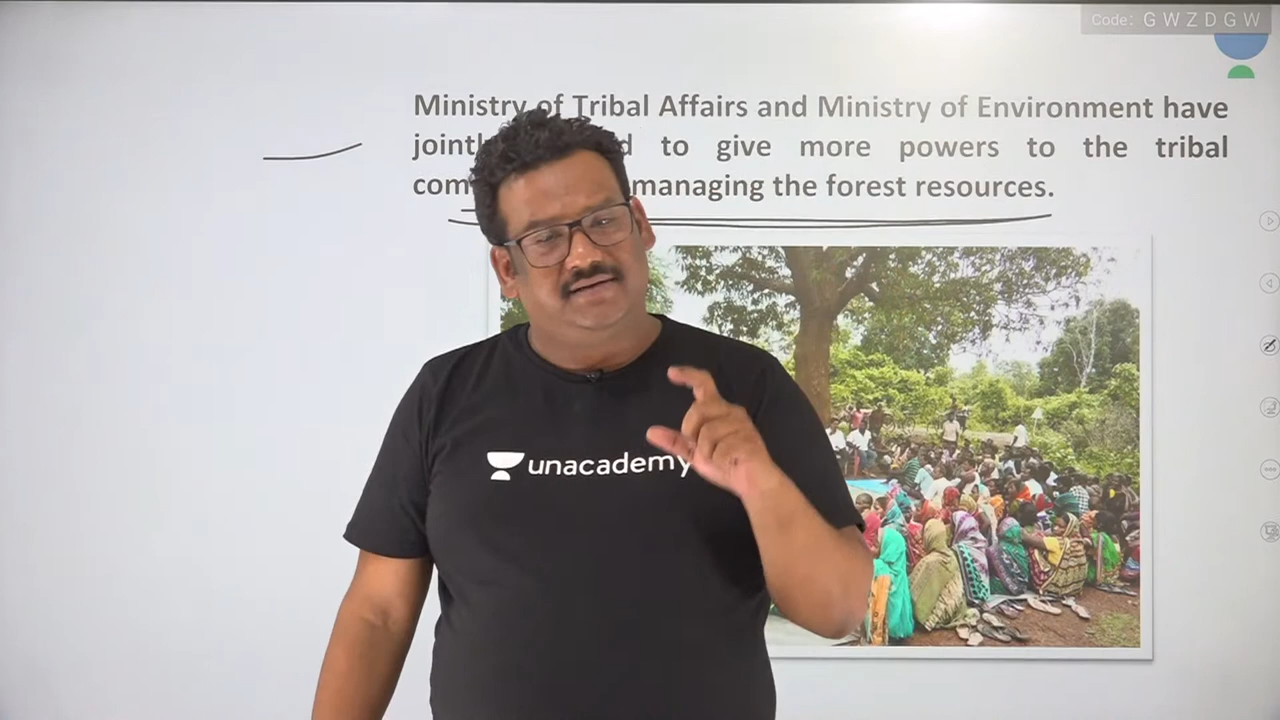 Code: G W Z D G W
Ministry of Tribal Affairs and Ministry of Environment have
to give more powers to the tribal
managing the forest resources.
unacademy